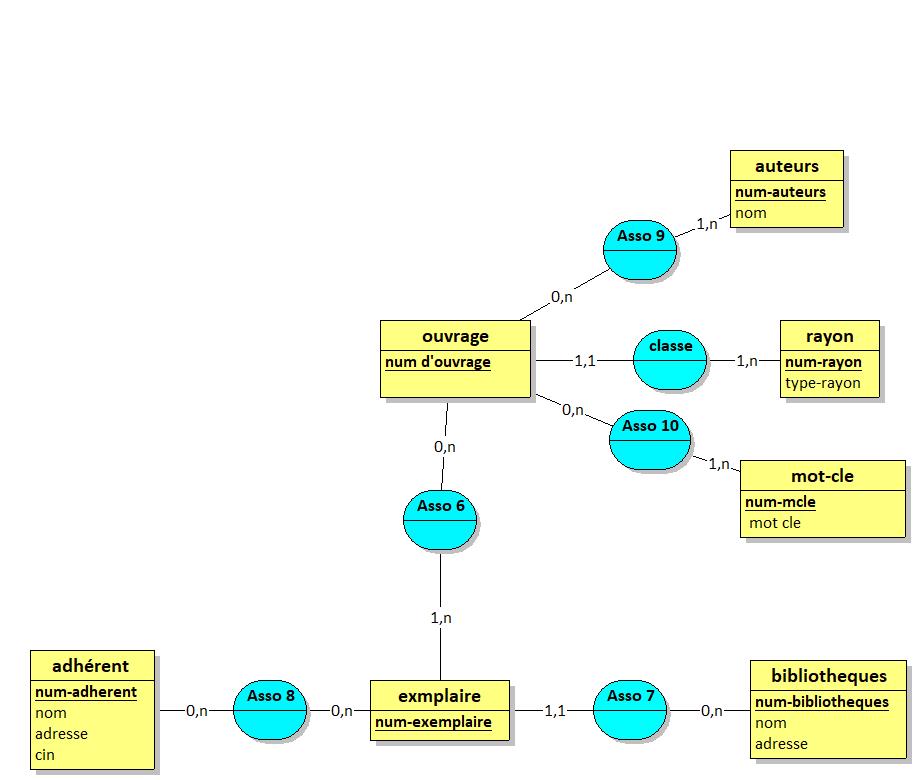 auteurs
num-auteurs
nom
1,n
Asso 9
0,n
ouvrage
num d'ouvrage
1,1
classe
1,n
rayon
num-rayon
type-rayon
0,n
Asso 10
1,n
mot-cle
num-mcle
mot cle
0,n
Asso 6
1,n
adhérent
num-adherent
nom
adresse
cin
0,n
Asso 8
0,n
exmplaire
num-exemplaire
1,1
Asso 7
0,n
bibliotheques
num-bibliotheques
nom
adresse